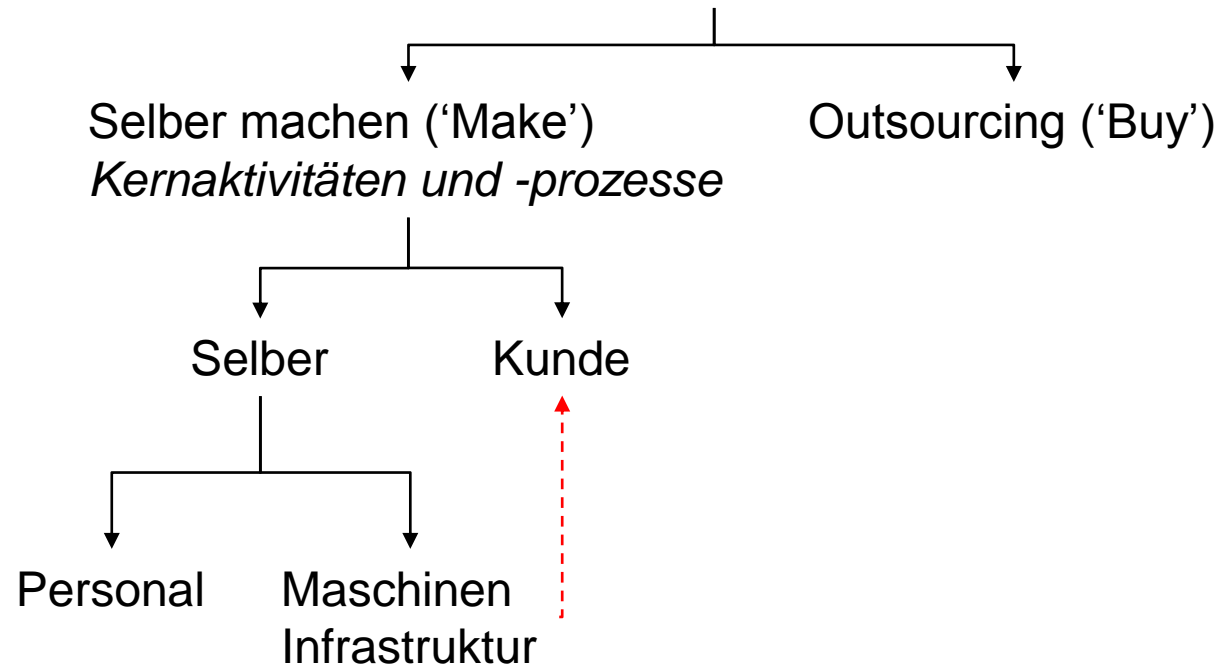 Selber machen (‘Make’)
Outsourcing (‘Buy’)
Kernaktivitäten und -prozesse
Selber
Kunde
Personal
Maschinen
Infrastruktur